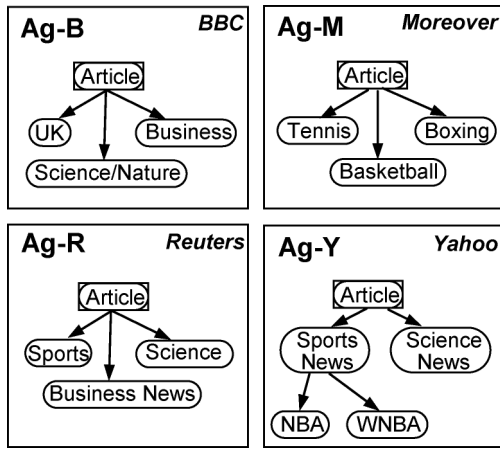 Ag-B BBC
Article
UK Business
Science/Nature
Ag-M Moreover
Article
Tennis Boxing
Basketball
Ag-R Reuters
Article
Sports Science
Business News
Ag-Y Yahoo
Article
Sports News
Science News
NBA WNBA